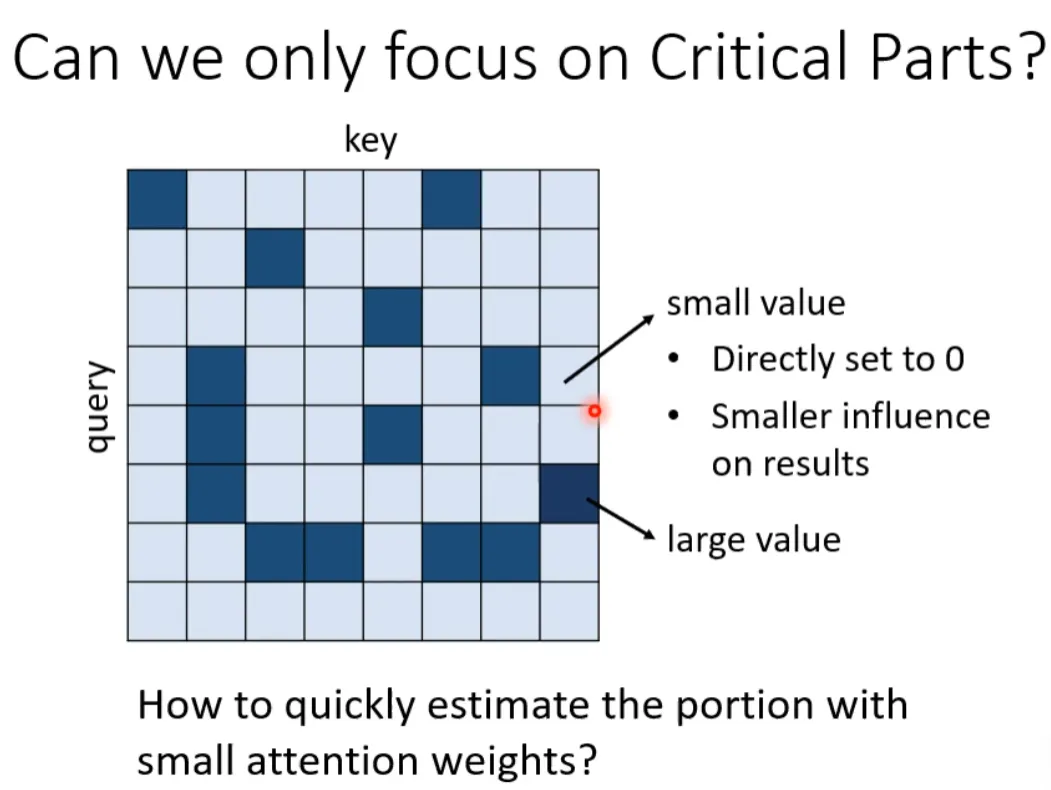 Can we only focus on Critical Parts?
key
query
small value
• Directly set to 0
• Smaller influence
on results
large value
How to quickly estimate the portion with
small attention weights?